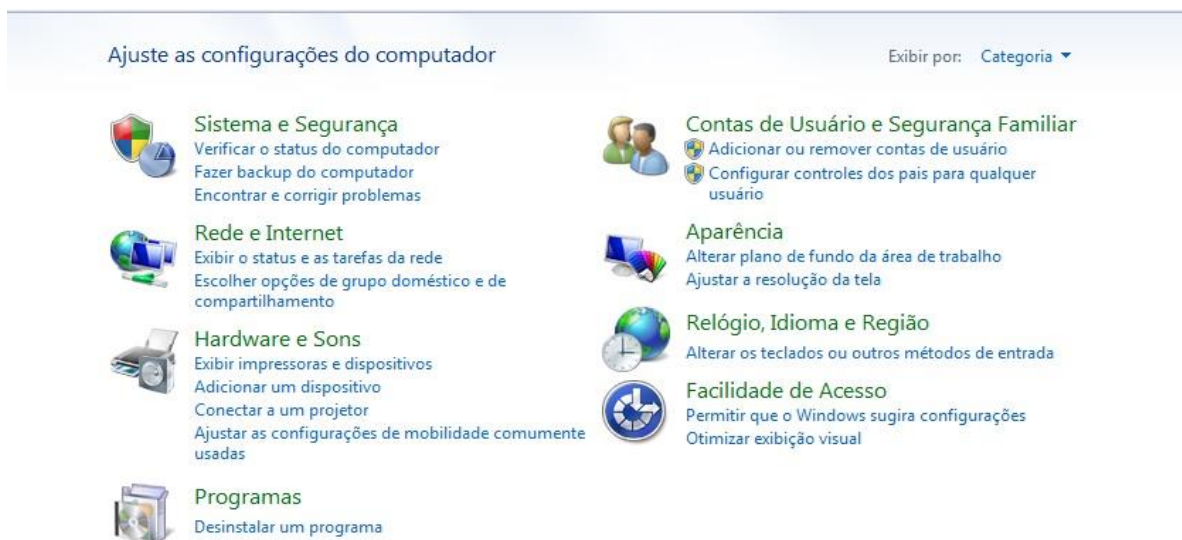 Ajuste as configurações do computador
Exibir por: Categoria
Sistema e Segurança
Verificar o status do computador
Fazer backup do computador
Encontrar e corrigir problemas
Rede e Internet
Exibir o status e as tarefas da rede
Escolher opções de grupo doméstico e de
compartilhamento
Hardware e Sons
Exibir impressoras e dispositivos
Adicionar um dispositivo
Conectar a um projetor
Ajustar as configurações de mobilidade comumente
usadas
Programas
Desinstalar um programa
Contas de Usuário e Segurança Familiar
Adicionar ou remover contas de usuário
Configurar controles dos pais para qualquer
usuário
Aparência
Alterar plano de fundo da área de trabalho
Ajustar a resolução da tela
Relógio, Idioma e Região
Alterar os teclados ou outros métodos de entrada
Facilidade de Acesso
Permitir que o Windows sugira configurações
Otimizar exibição visual